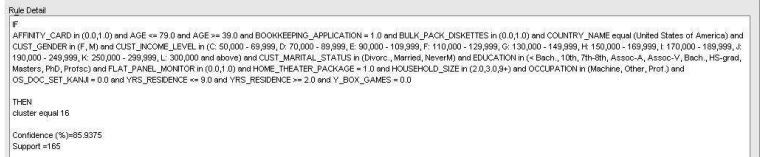 Rule Detail
IF
AFFINITY_CARD in (0.0,1.0) and AGE <= 79.0 and AGE >= 39.0 and BOOKKEEPING_APPLICATION = 1.0 and BULK_PACK_DISKETTES in (0.0,1.0) and COUNTRY_NAME equal (United States of America) and
CUST_GENDER in (F, M) and CUST_INCOME_LEVEL in (C: 50,000 - 69,999, D: 70,000 - 89,999, E: 90,000 - 109,999, F: 110,000 - 129,999, G: 130,000 - 149,999, H: 150,000 - 169,999, I: 170,000 - 189,999, J:
190,000 - 249,999, K: 250,000 - 299,999, L: 300,000 and above) and CUST_MARITAL_STATUS in (Divorc., Married, NeverM) and EDUCATION in (< Bach., 10th, 7th-8th, Assoc-A, Assoc-V, Bach., HS-grad,
Masters, PhD, Profsc) and FLAT_PANEL_MONITOR in (0.0,1.0) and HOME_THEATER_PACKAGE = 1.0 and HOUSEHOLD_SIZE in (2.0,3.0,9+) and OCCUPATION in (Machine, Other, Prof.) and
OS_DOC_SET_KANJI = 0.0 and YRS_RESIDENCE <= 9.0 and YRS_RESIDENCE >= 2.0 and Y_BOX_GAMES = 0.0
THEN
cluster equal 16
Confidence (%)=85.9375
Support =165